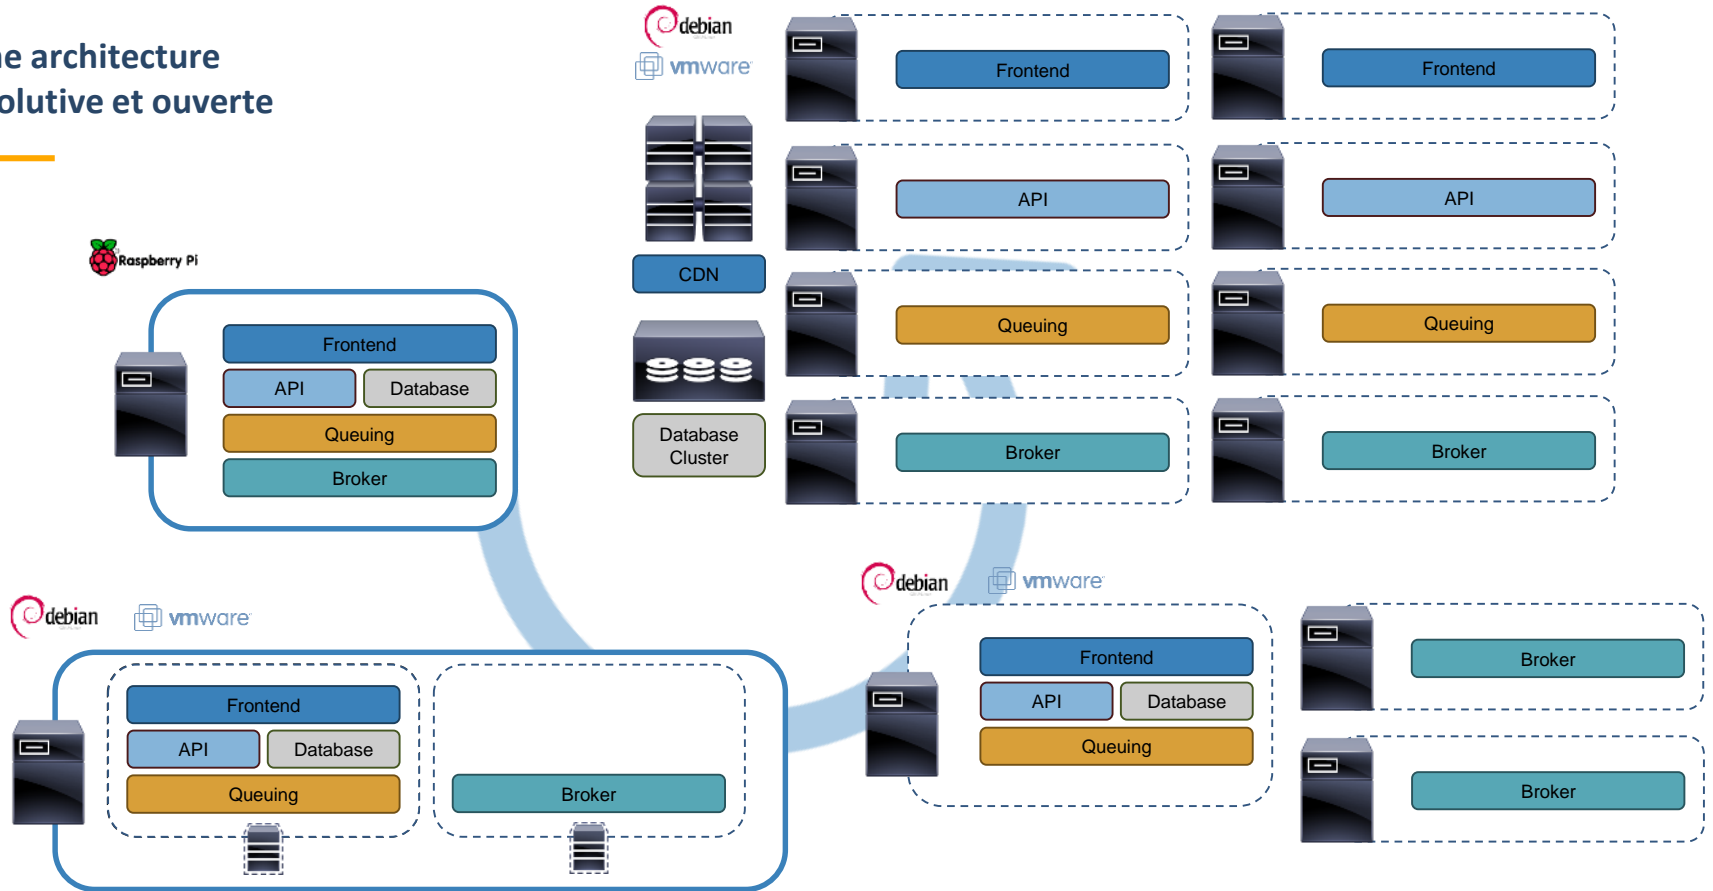 ne architecture
olutive et ouverte
debian
vmware
Frontend
Frontend
API
API
CDN
Queuing
Queuing
Database
Cluster
Broker
Broker
Raspberry Pi
Frontend
API
Database
Queuing
Broker
debian
vmware
Frontend
API
Database
Queuing
Broker
debian
vmware
Frontend
API
Database
Queuing
Broker
Broker